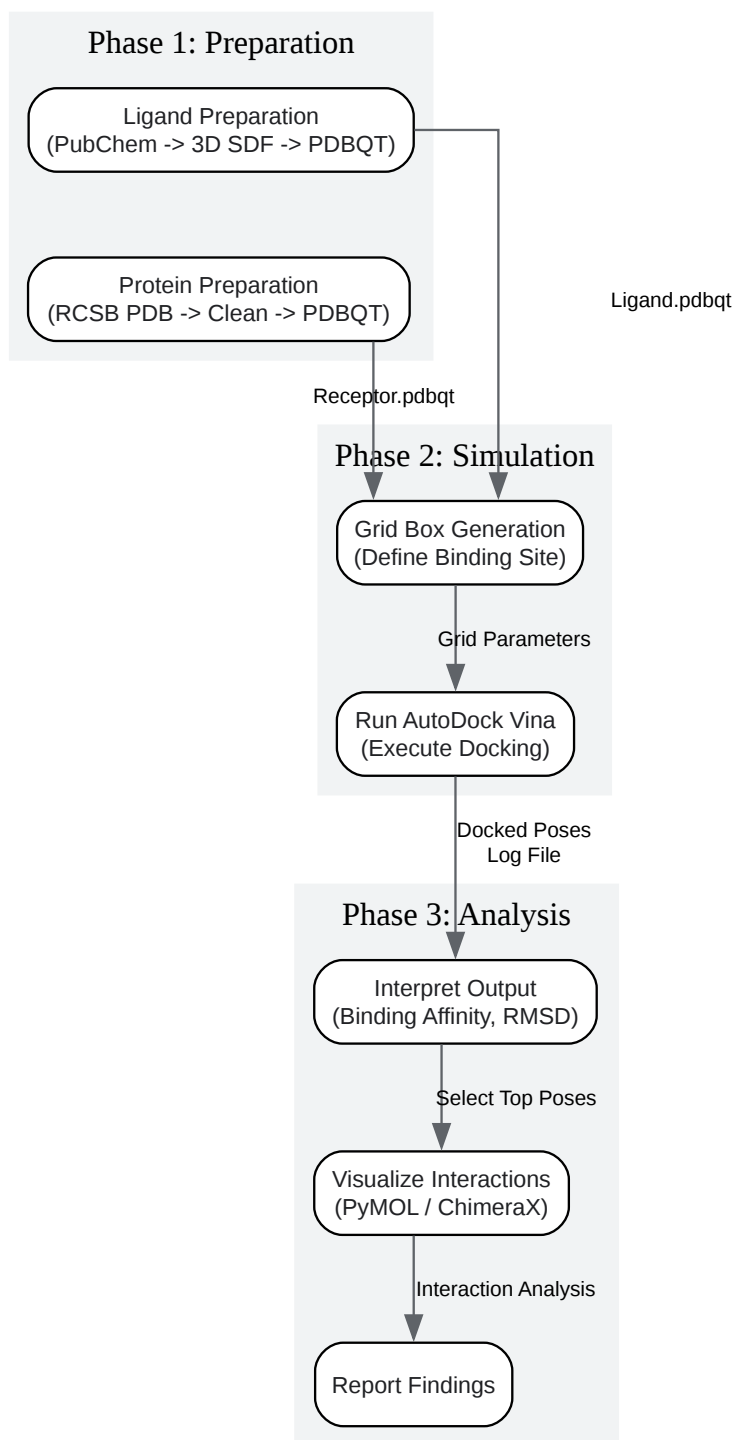 Phase 1: Preparation
Ligand Preparation
(PubChem -> 3D SDF -> PDBQT)
Protein Preparation
(RCSB PDB -> Clean -> PDBQT)
Ligand.pdbqt
Receptor.pdbqt
Phase 2: Simulation
Grid Box Generation
(Define Binding Site)
Grid Parameters
Run AutoDock Vina
(Execute Docking)
Docked Poses
Log File
Phase 3: Analysis
Interpret Output
(Binding Affinity, RMSD)
Select Top Poses
Visualize Interactions
(PyMOL / ChimeraX)
Interaction Analysis
Report Findings